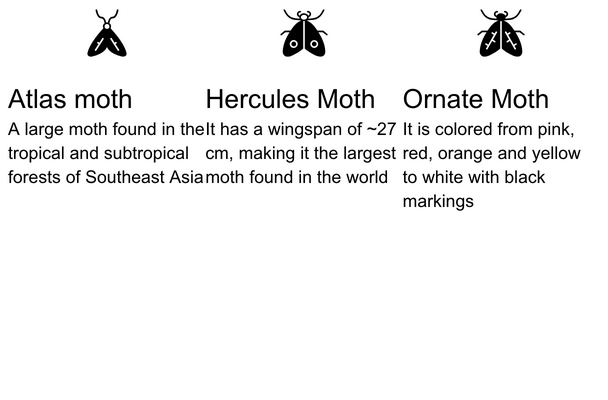 Atlas moth
A large moth found in the
tropical and subtropical
forests of Southeast Asia
Hercules Moth
It has a wingspan of ~27
cm, making it the largest
moth found in the world
Ornate Moth
It is colored from pink,
red, orange and yellow
to white with black
markings